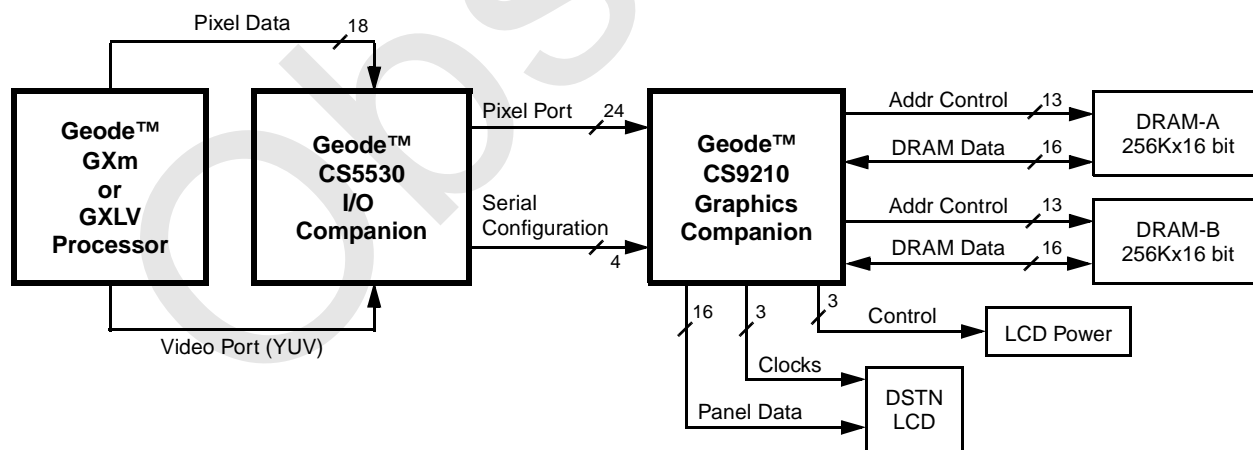 Pixel Data
18
Geode™
GXm
or
GXLV
Processor
Geode™
CS5530
I/O
Companion
Pixel Port
24
Serial
Configuration
4
Geode™
CS9210
Graphics
Companion
Addr Control
13
DRAM Data
16
DRAM-A
256Kx16 bit
Addr Control
13
DRAM Data
16
DRAM-B
256Kx16 bit
Video Port (YUV)
16
3
3
Control
LCD Power
Clocks
Panel Data
DSTN
LCD
Obs